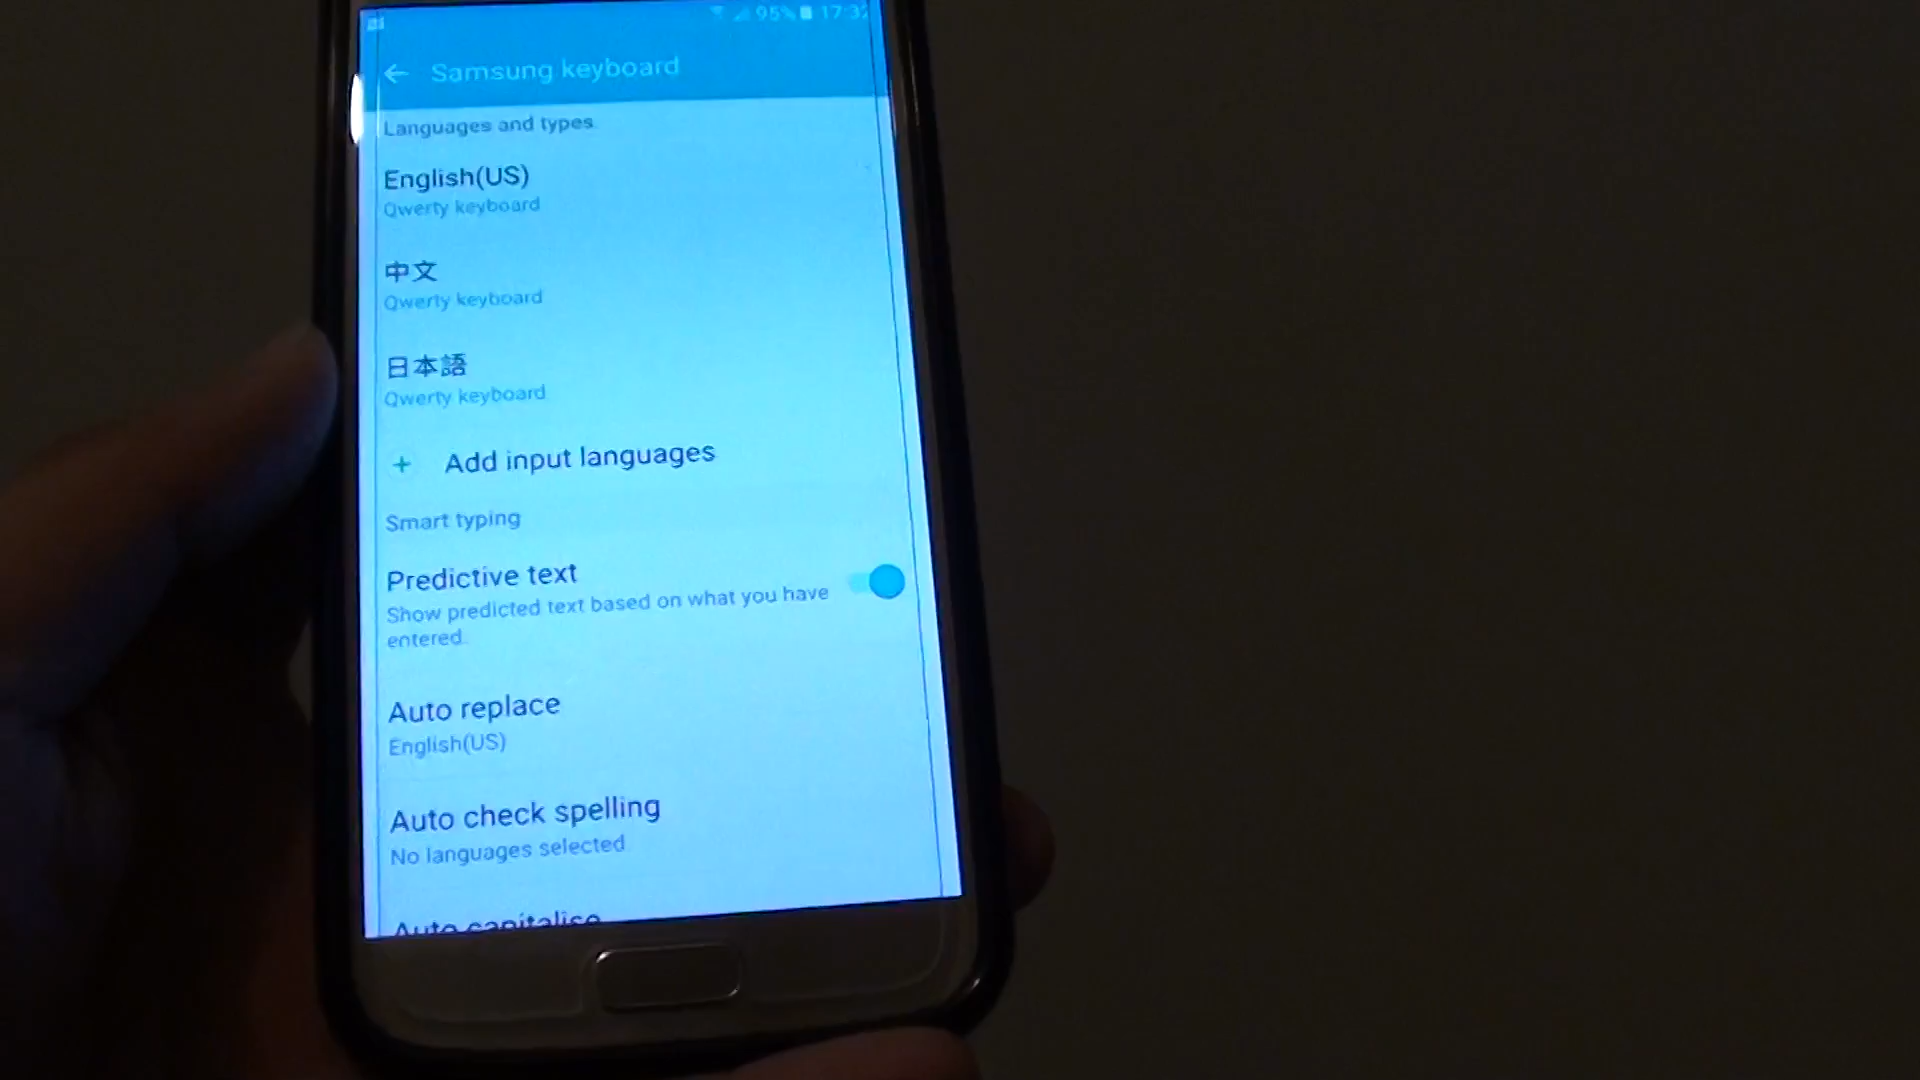 95% 17:32
Samsung keyboard
Languages and types
English(US)
Qwerty keyboard
中文
Qwerty keyboard
日本語
Qwerty keyboard
+ Add input languages
Smart typing
Predictive text
Show predicted text based on what you have
entered.
Auto replace
English(US)
Auto check spelling
No languages selected
Auto capitalise